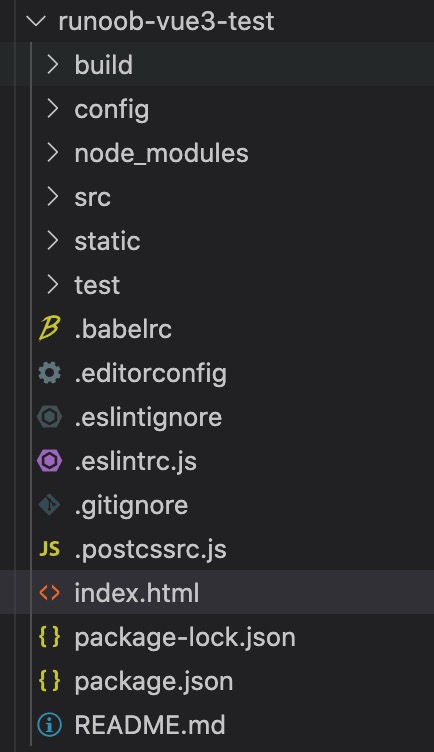 runoob-vue3-test
build
config
node_modules
src
static
test
.babelrc
.editorconfig
.eslintignore
.eslintrc.js
.gitignore
JS .postcssrc.js
<> index.html
{} package-lock.json
{} package.json
README.md